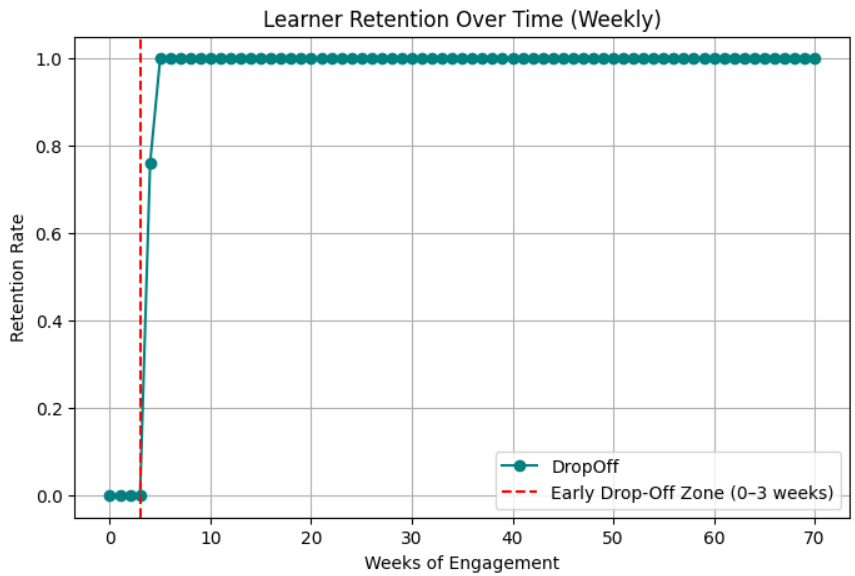 Learner Retention Over Time (Weekly)
Retention Rate
1.0
0.8
0.6
0.4
0.2
0.0
DropOff
Early Drop-Off Zone (0–3 weeks)
0 10 20 30 40 50 60 70
Weeks of Engagement